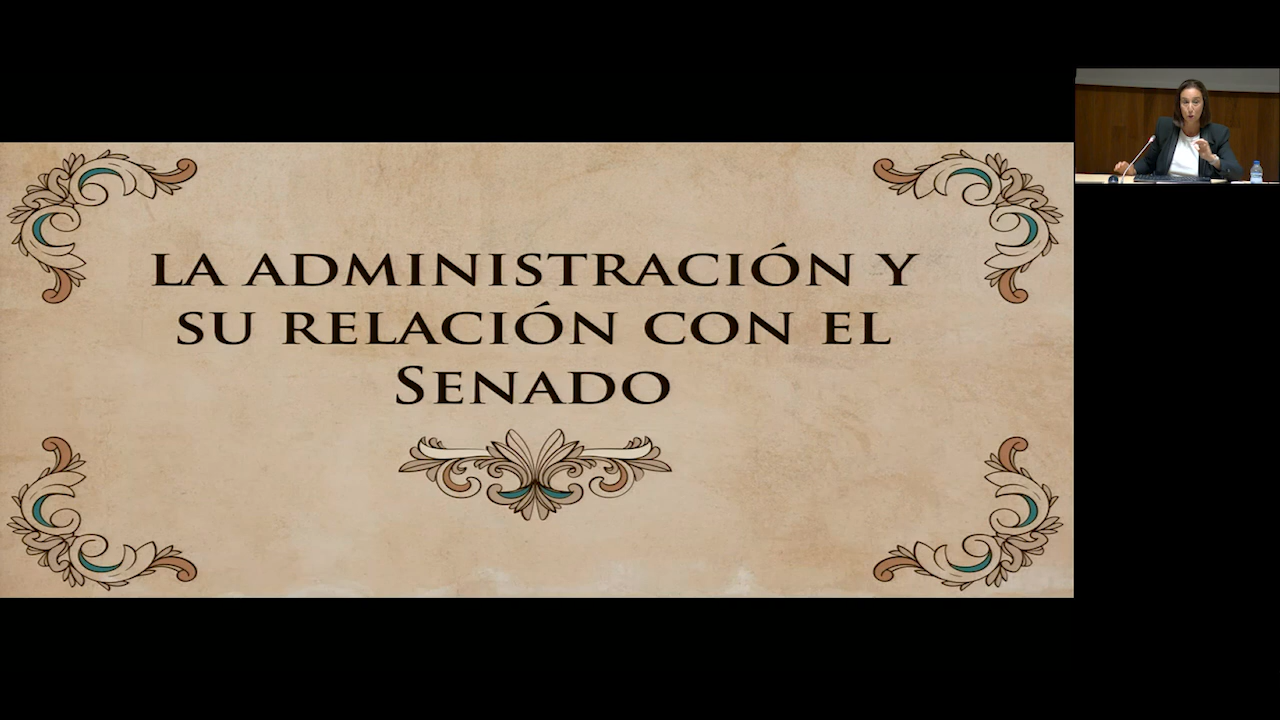 LA ADMINISTRACIÓN Y
SU RELACIÓN CON EL
SENADO